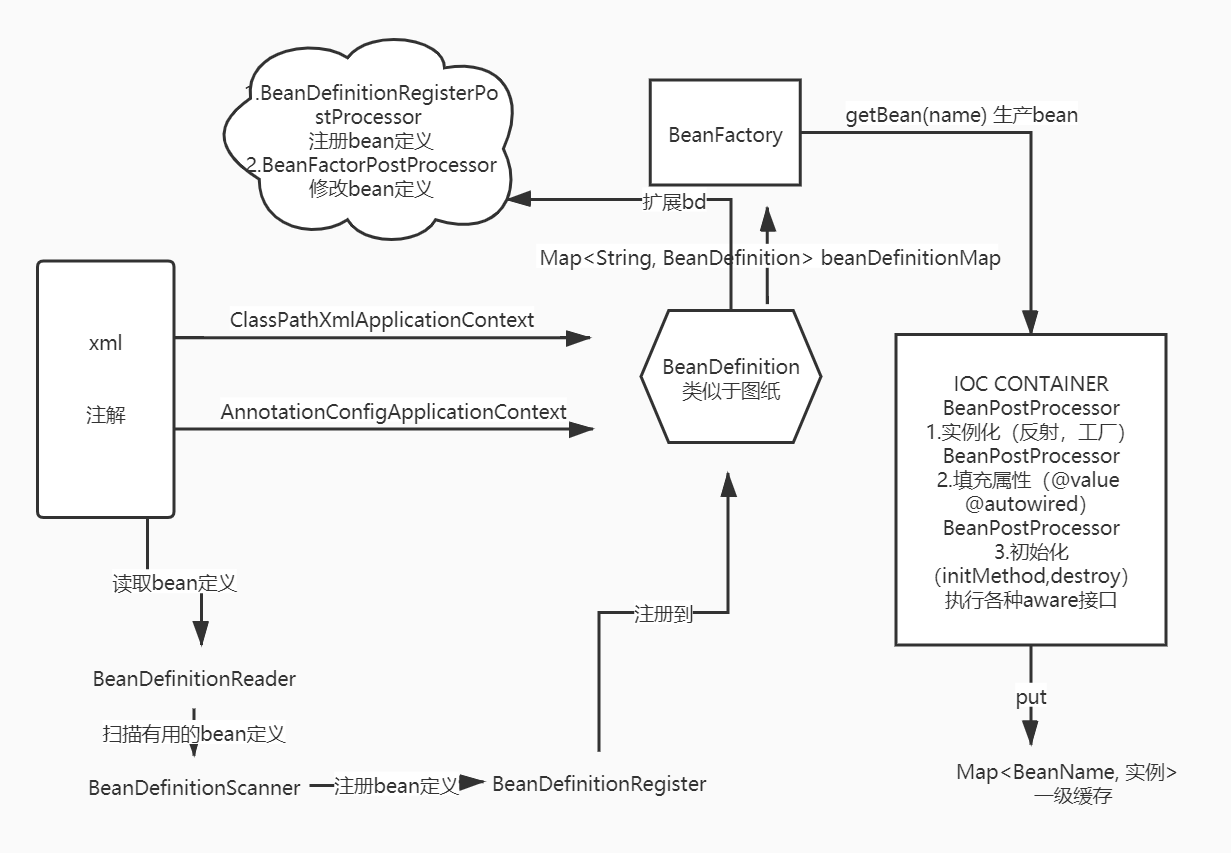 1.BeanDefinitionRegisterPo
stProcessor
注册bean定义
2.BeanFactorPostProcessor
修改bean定义
BeanFactory
getBean(name) 生产bean
扩展bd
Map<String, BeanDefinition> beanDefinitionMap
xml
注解
ClassPathXmlApplicationContext
AnnotationConfigApplicationContext
BeanDefinition
类似于图纸
IOC CONTAINER
BeanPostProcessor
1.实例化（反射，工厂）
BeanPostProcessor
2.填充属性（@value
@autowired）
BeanPostProcessor
3.初始化
（initMethod,destroy）
执行各种aware接口
读取bean定义
注册到
BeanDefinitionReader
扫描有用的bean定义
BeanDefinitionScanner
注册bean定义
BeanDefinitionRegister
put
Map<BeanName, 实例>
一级缓存